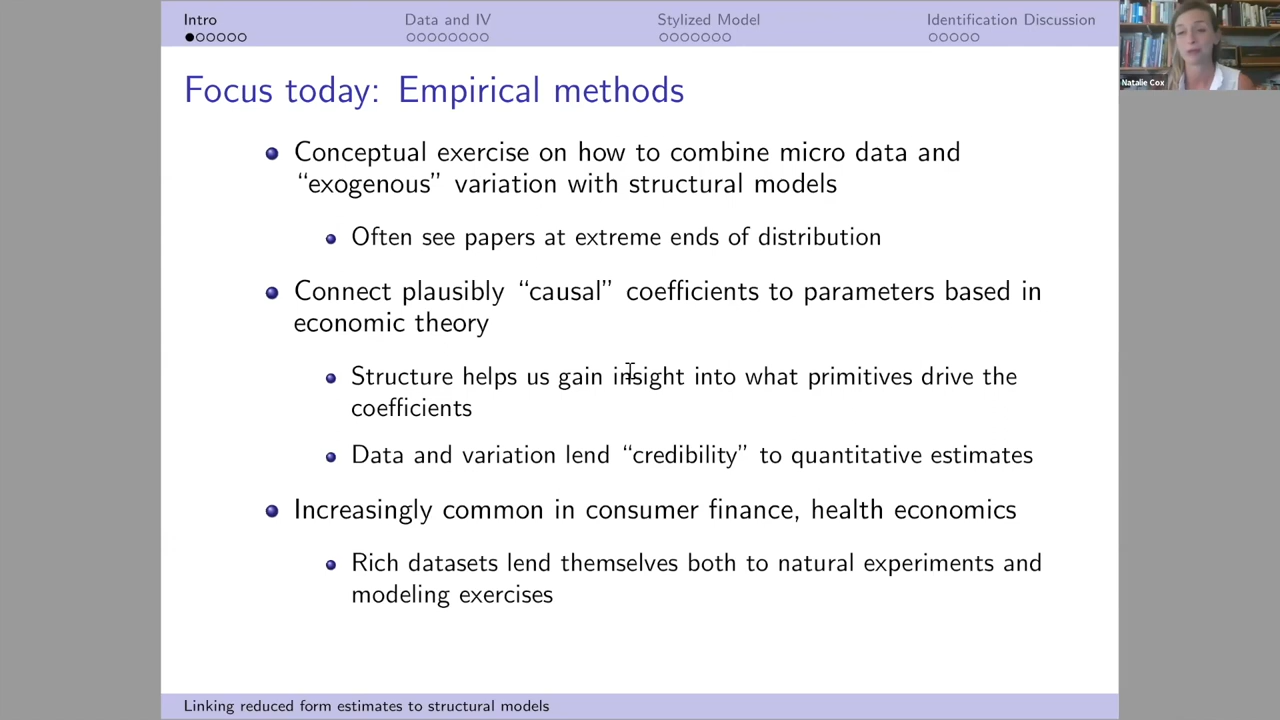 Intro
Data and IV
Stylized Model
Identification Discussion
Natalie Cox
Focus today: Empirical methods
Conceptual exercise on how to combine micro data and
“exogenous” variation with structural models
Often see papers at extreme ends of distribution
Connect plausibly “causal” coefficients to parameters based in
economic theory
Structure helps us gain insight into what primitives drive the
coefficients
Data and variation lend “credibility” to quantitative estimates
Increasingly common in consumer finance, health economics
Rich datasets lend themselves both to natural experiments and
modeling exercises
Linking reduced form estimates to structural models